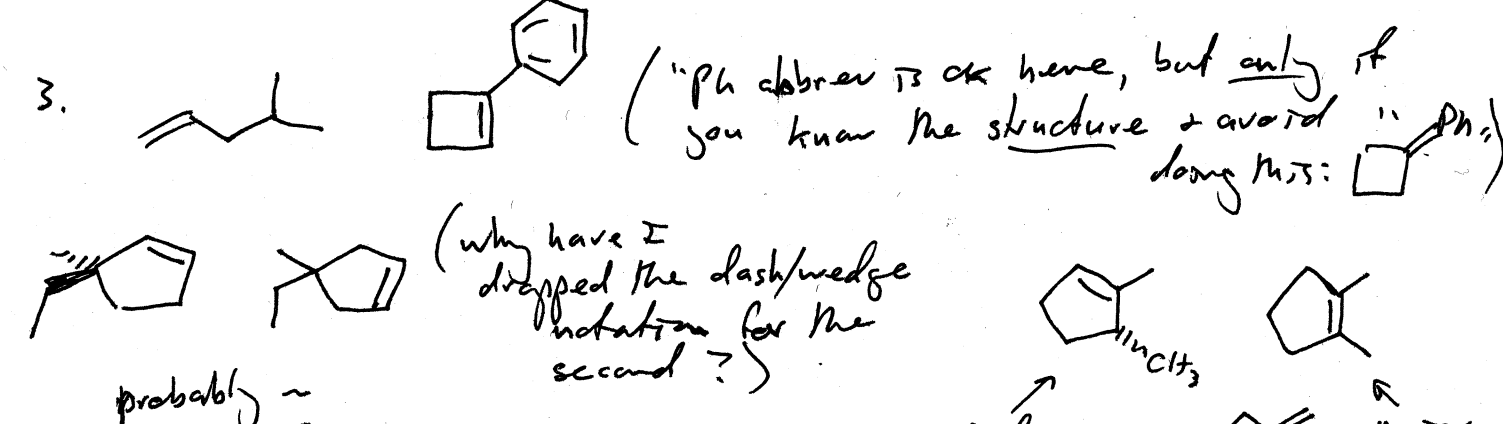 3.
("Ph abbrev is ok here, but only if
you know the structure & avoid
doing this: Ph")
(why have I
dropped the dash/wedge
notation for the
second?)
CH3
probably ~